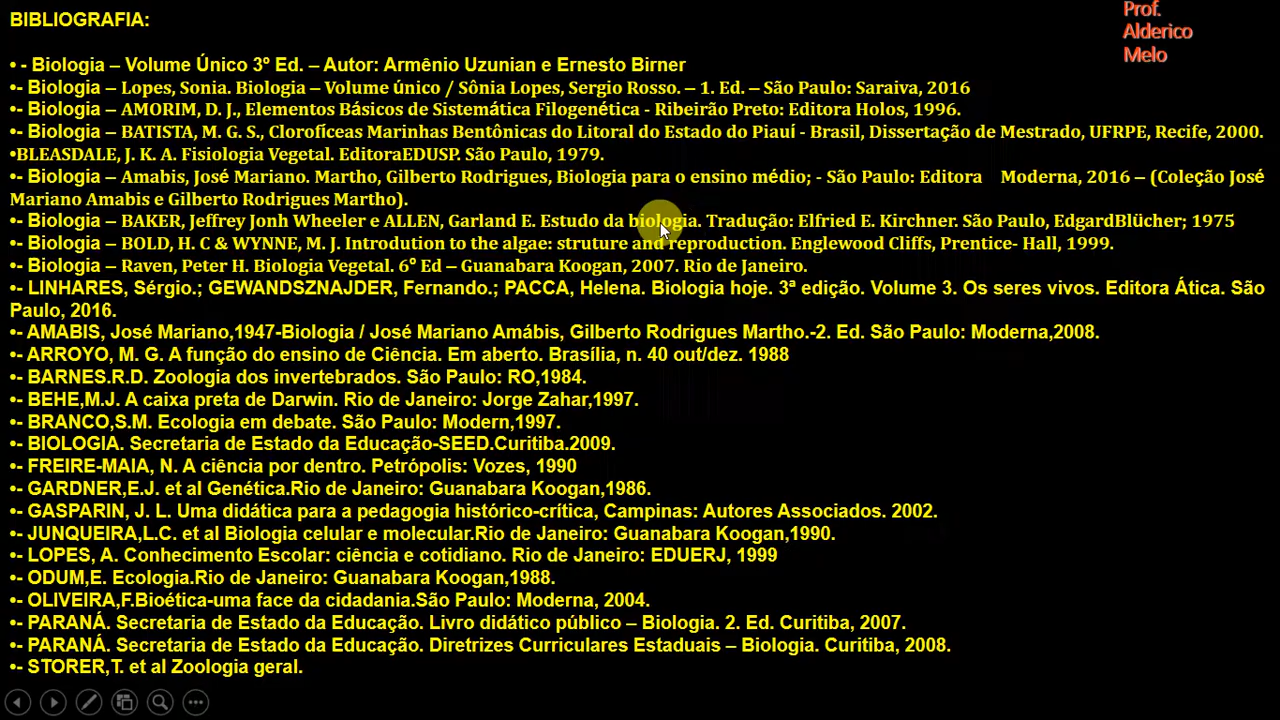 BIBLIOGRAFIA:
Prof.
Alderico
Melo
• - Biologia – Volume Único 3º Ed. – Autor: Armênio Uzunian e Ernesto Birner
•- Biologia – Lopes, Sonia. Biologia – Volume único / Sônia Lopes, Sergio Rosso. – 1. Ed. – São Paulo: Saraiva, 2016
•- Biologia – AMORIM, D. J., Elementos Básicos de Sistemática Filogenética - Ribeirão Preto: Editora Holos, 1996.
•- Biologia – BATISTA, M. G. S., Clorofíceas Marinhas Bentônicas do Litoral do Estado do Piauí - Brasil, Dissertação de Mestrado, UFRPE, Recife, 2000.
•BLEASDALE, J. K. A. Fisiologia Vegetal. EditoraEDUSP. São Paulo, 1979.
•- Biologia – Amabis, José Mariano. Martho, Gilberto Rodrigues, Biologia para o ensino médio; - São Paulo: Editora Moderna, 2016 – (Coleção José
Mariano Amabis e Gilberto Rodrigues Martho).
•- Biologia – BAKER, Jeffrey Jonh Wheeler e ALLEN, Garland E. Estudo da biologia. Tradução: Elfried E. Kirchner. São Paulo, EdgardBlücher; 1975
•- Biologia – BOLD, H. C & WYNNE, M. J. Introdution to the algae: struture and reproduction. Englewood Cliffs, Prentice- Hall, 1999.
•- Biologia – Raven, Peter H. Biologia Vegetal. 6º Ed – Guanabara Koogan, 2007. Rio de Janeiro.
•- LINHARES, Sérgio.; GEWANDSZNAJDER, Fernando.; PACCA, Helena. Biologia hoje. 3ª edição. Volume 3. Os seres vivos. Editora Ática. São
Paulo, 2016.
•- AMABIS, José Mariano,1947-Biologia / José Mariano Amábis, Gilberto Rodrigues Martho.-2. Ed. São Paulo: Moderna,2008.
•- ARROYO, M. G. A função do ensino de Ciência. Em aberto. Brasília, n. 40 out/dez. 1988
•- BARNES.R.D. Zoologia dos invertebrados. São Paulo: RO,1984.
•- BEHE,M.J. A caixa preta de Darwin. Rio de Janeiro: Jorge Zahar,1997.
•- BRANCO,S.M. Ecologia em debate. São Paulo: Modern,1997.
•- BIOLOGIA. Secretaria de Estado da Educação-SEED.Curitiba.2009.
•- FREIRE-MAIA, N. A ciência por dentro. Petrópolis: Vozes, 1990
•- GARDNER,E.J. et al Genética.Rio de Janeiro: Guanabara Koogan,1986.
•- GASPARIN, J. L. Uma didática para a pedagogia histórico-crítica, Campinas: Autores Associados. 2002.
•- JUNQUEIRA,L.C. et al Biologia celular e molecular.Rio de Janeiro: Guanabara Koogan,1990.
•- LOPES, A. Conhecimento Escolar: ciência e cotidiano. Rio de Janeiro: EDUERJ, 1999
•- ODUM,E. Ecologia.Rio de Janeiro: Guanabara Koogan,1988.
•- OLIVEIRA,F.Bioética-uma face da cidadania.São Paulo: Moderna, 2004.
•- PARANÁ. Secretaria de Estado da Educação. Livro didático público – Biologia. 2. Ed. Curitiba, 2007.
•- PARANÁ. Secretaria de Estado da Educação. Diretrizes Curriculares Estaduais – Biologia. Curitiba, 2008.
•- STORER,T. et al Zoologia geral.